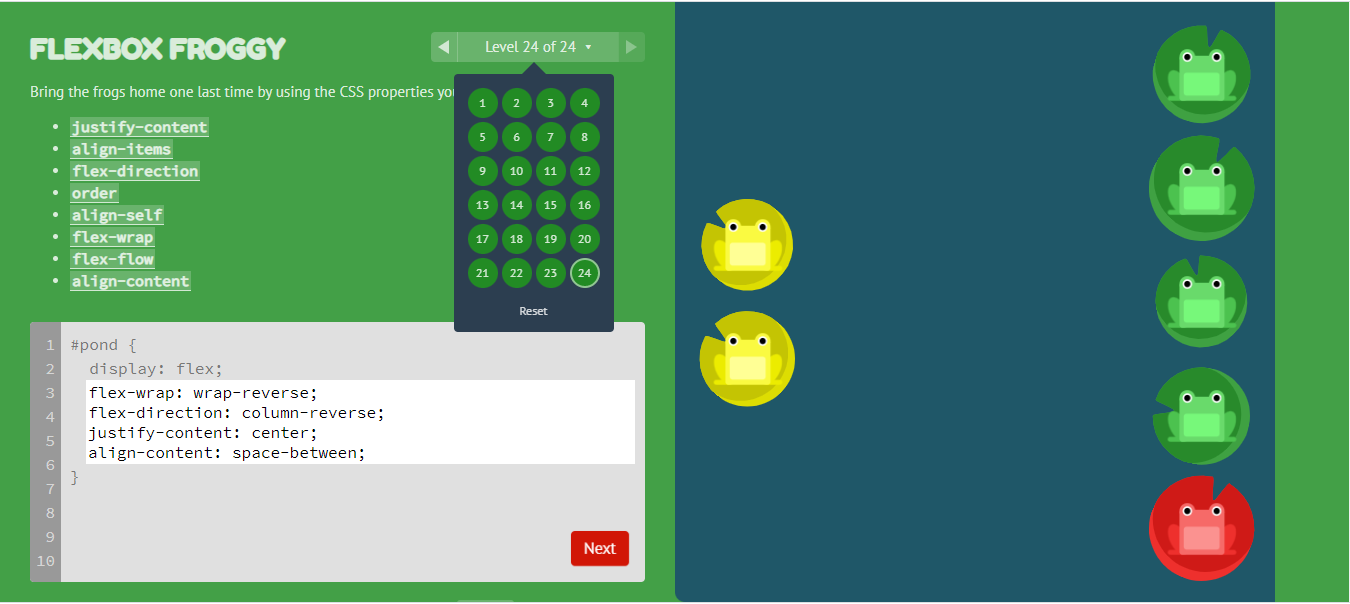 FLEXBOX FROGGY
Level 24 of 24
Bring the frogs home one last time by using the CSS properties
justify-content
align-items
flex-direction
order
align-self
flex-wrap
flex-flow
align-content
1 2 3 4
5 6 7 8
9 10 11 12
13 14 15 16
17 18 19 20
21 22 23 24
Reset
1 #pond {
2 display: flex;
3 flex-wrap: wrap-reverse;
4 flex-direction: column-reverse;
5 justify-content: center;
6 align-content: space-between;
7 }
8
9
10
Next